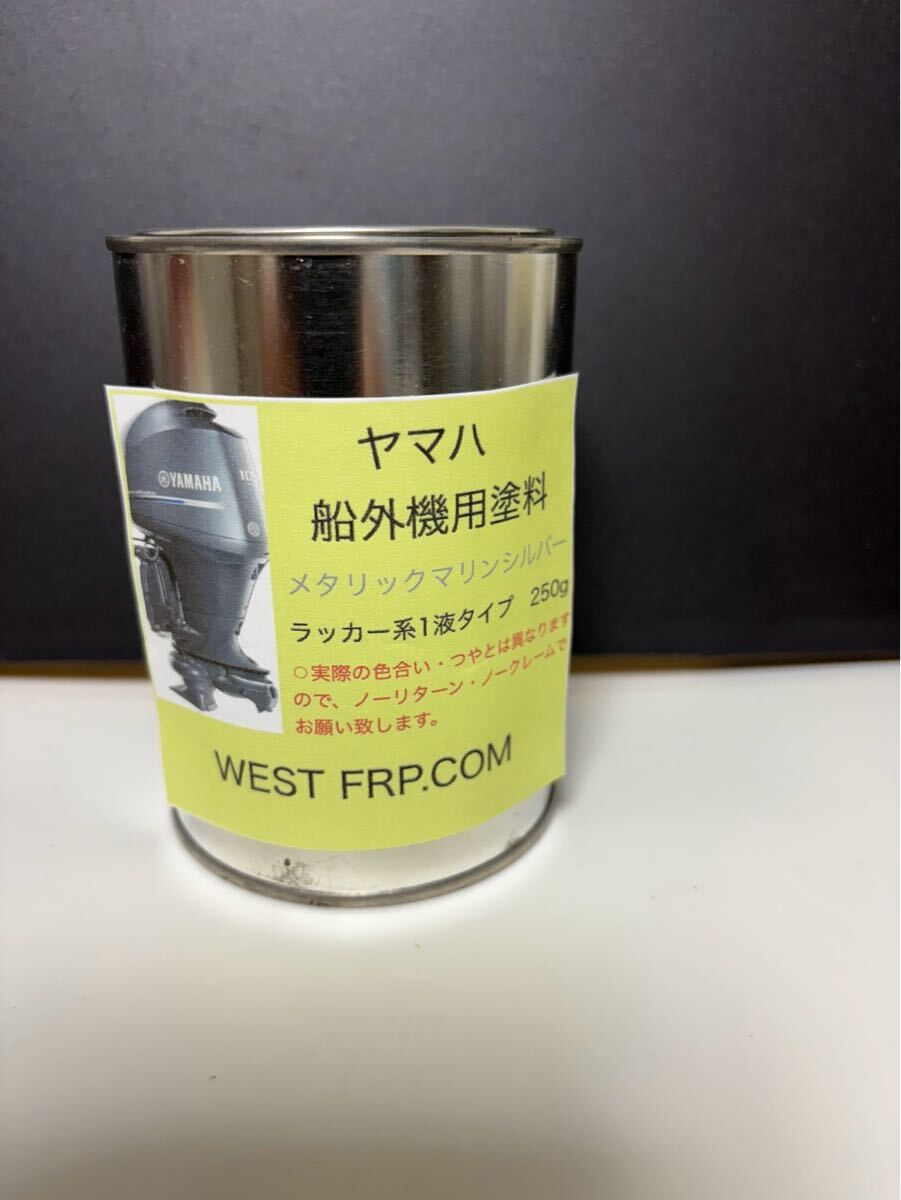 ヤマハ
船外機用塗料
メタリックマリンシルバー
ラッカー系1液タイプ 250g
○実際の色合い・つやとは異なります
ので、ノーリターン・ノークレームで
お願い致します。
WEST FRP.COM
YAMAHA